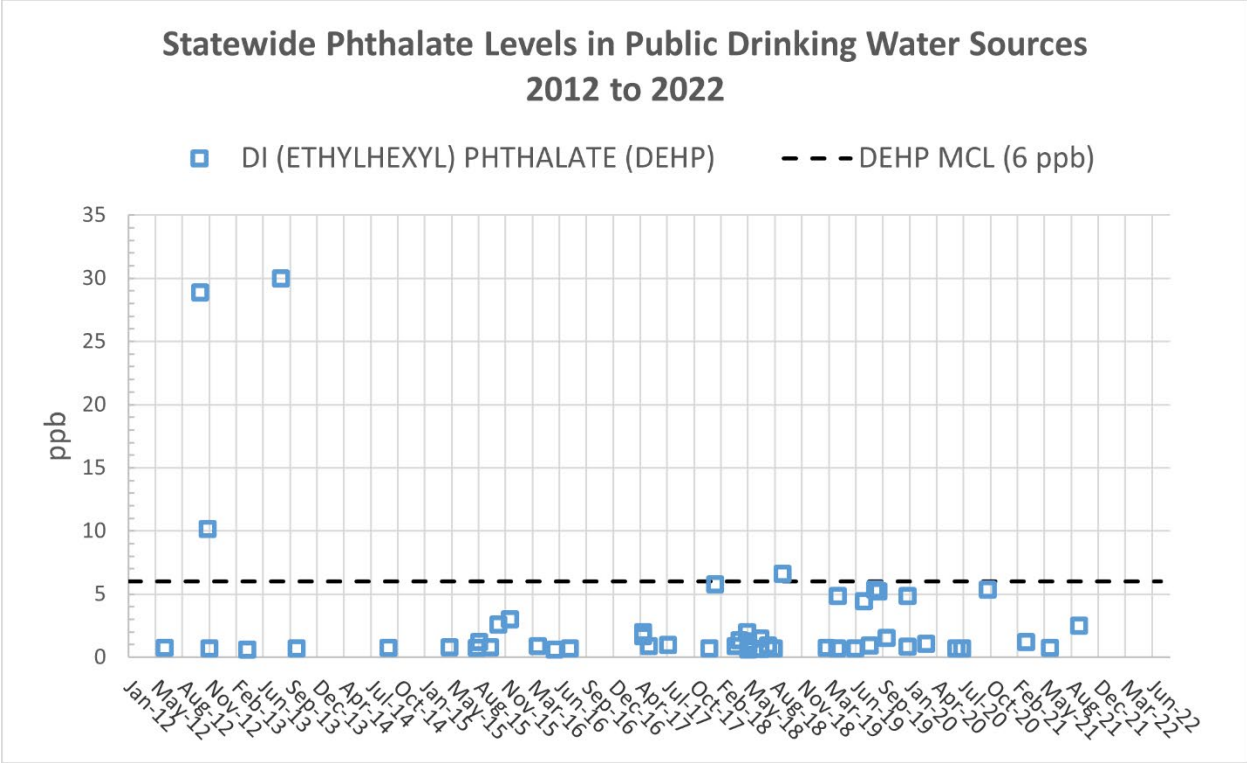 Statewide Phthalate Levels in Public Drinking Water Sources
2012 to 2022
DI (ETHYLHEXYL) PHTHALATE (DEHP)
DEHP MCL (6 ppb)
35
30
25
20
15
10
5
0
ppb
Jan-12
May-12
Aug-12
Nov-12
Feb-13
Jun-13
Sep-13
Dec-13
Apr-14
Jul-14
Oct-14
Jan-15
May-15
Aug-15
Nov-15
Mar-16
Jun-16
Sep-16
Dec-16
Apr-17
Jul-17
Oct-17
Feb-18
May-18
Aug-18
Nov-18
Mar-19
Jun-19
Sep-19
Jan-20
Apr-20
Jul-20
Oct-20
Feb-21
May-21
Aug-21
Dec-21
Mar-22
Jun-22